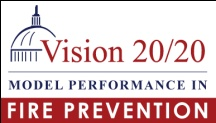 Vision 20/20
MODEL PERFORMANCE IN
FIRE PREVENTION